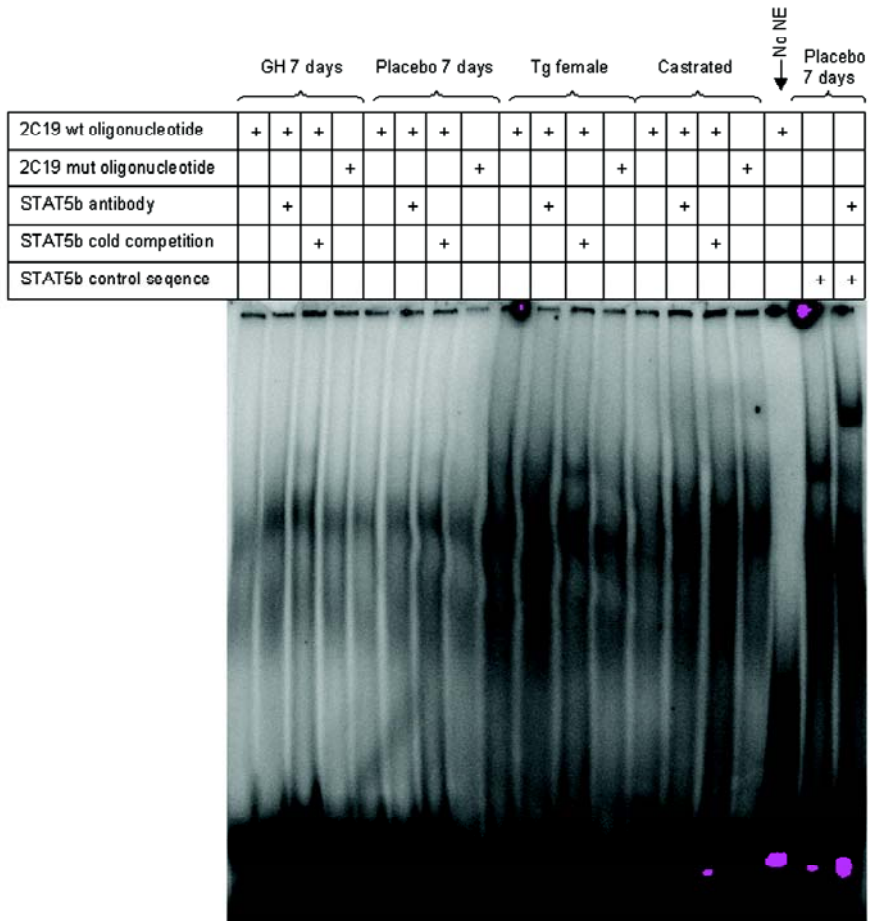 No NE
GH 7 days Placebo 7 days Tg female Castrated Placebo 7 days
2C19 wt oligonucleotide + + + + + + + + + + + + +
2C19 mut oligonucleotide + + + +
STAT5b antibody + + + + +
STAT5b cold competition + + + +
STAT5b control seqence + +